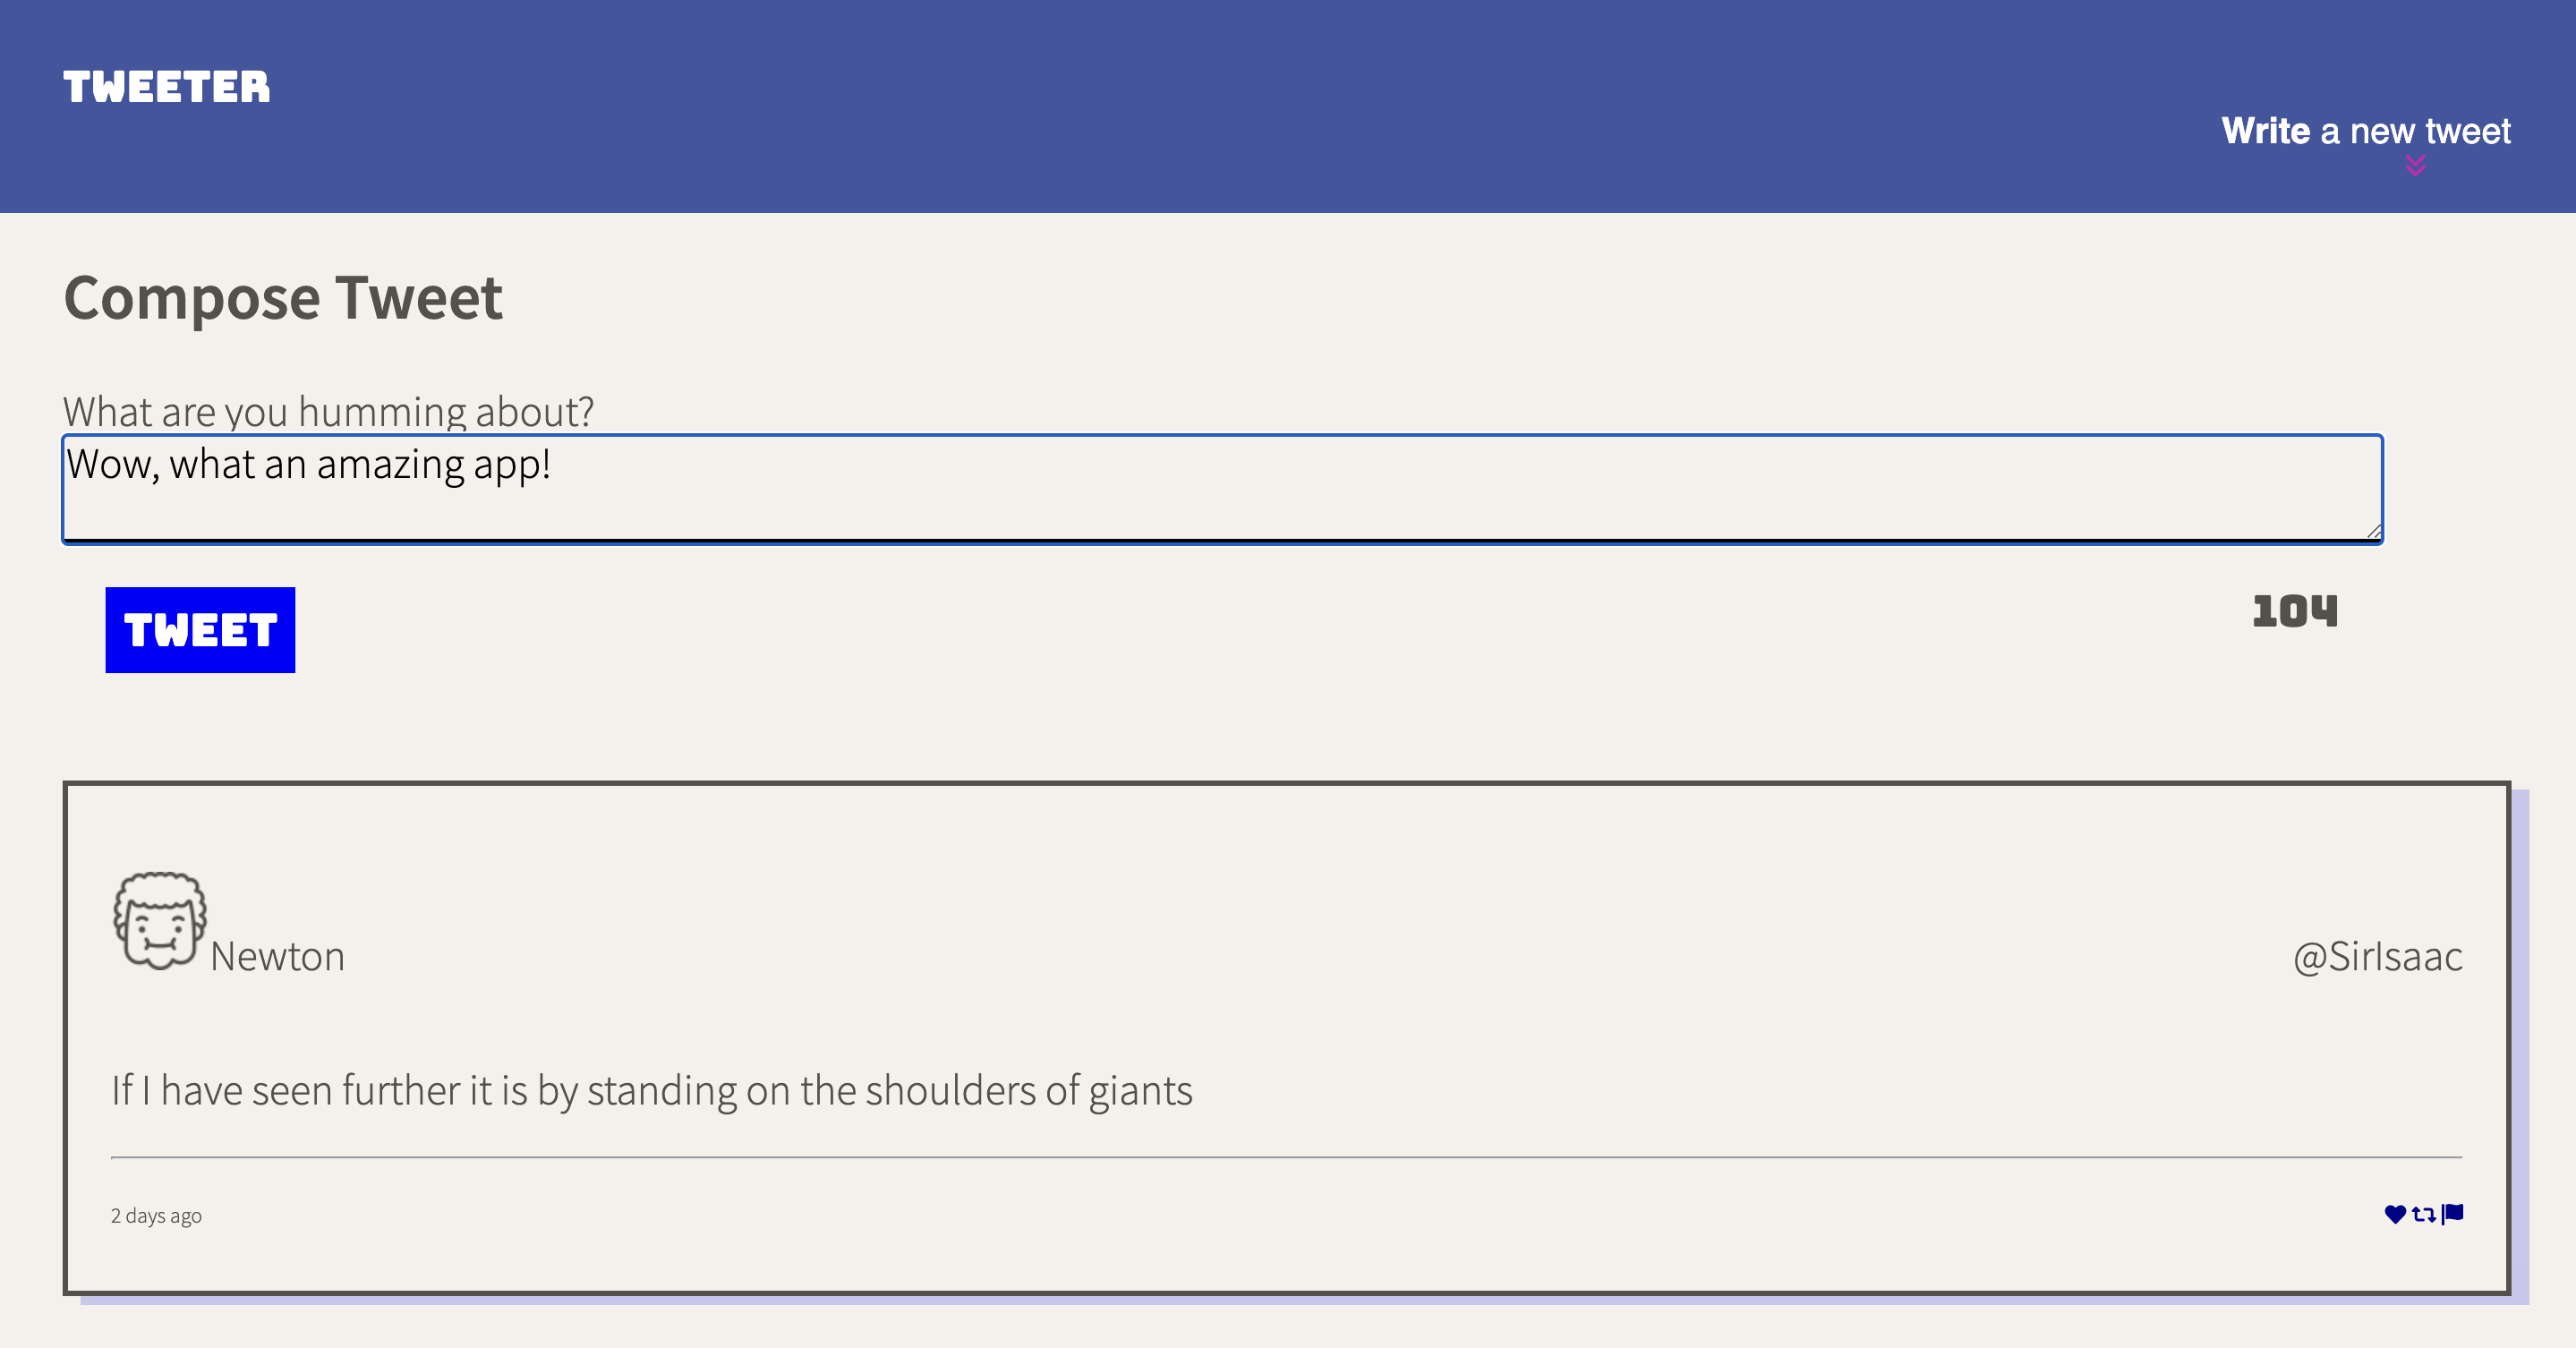 TWEETER
Write a new tweet
Compose Tweet
What are you humming about?
Wow, what an amazing app!
TWEET
104
Newton
@SirIsaac
If I have seen further it is by standing on the shoulders of giants
2 days ago